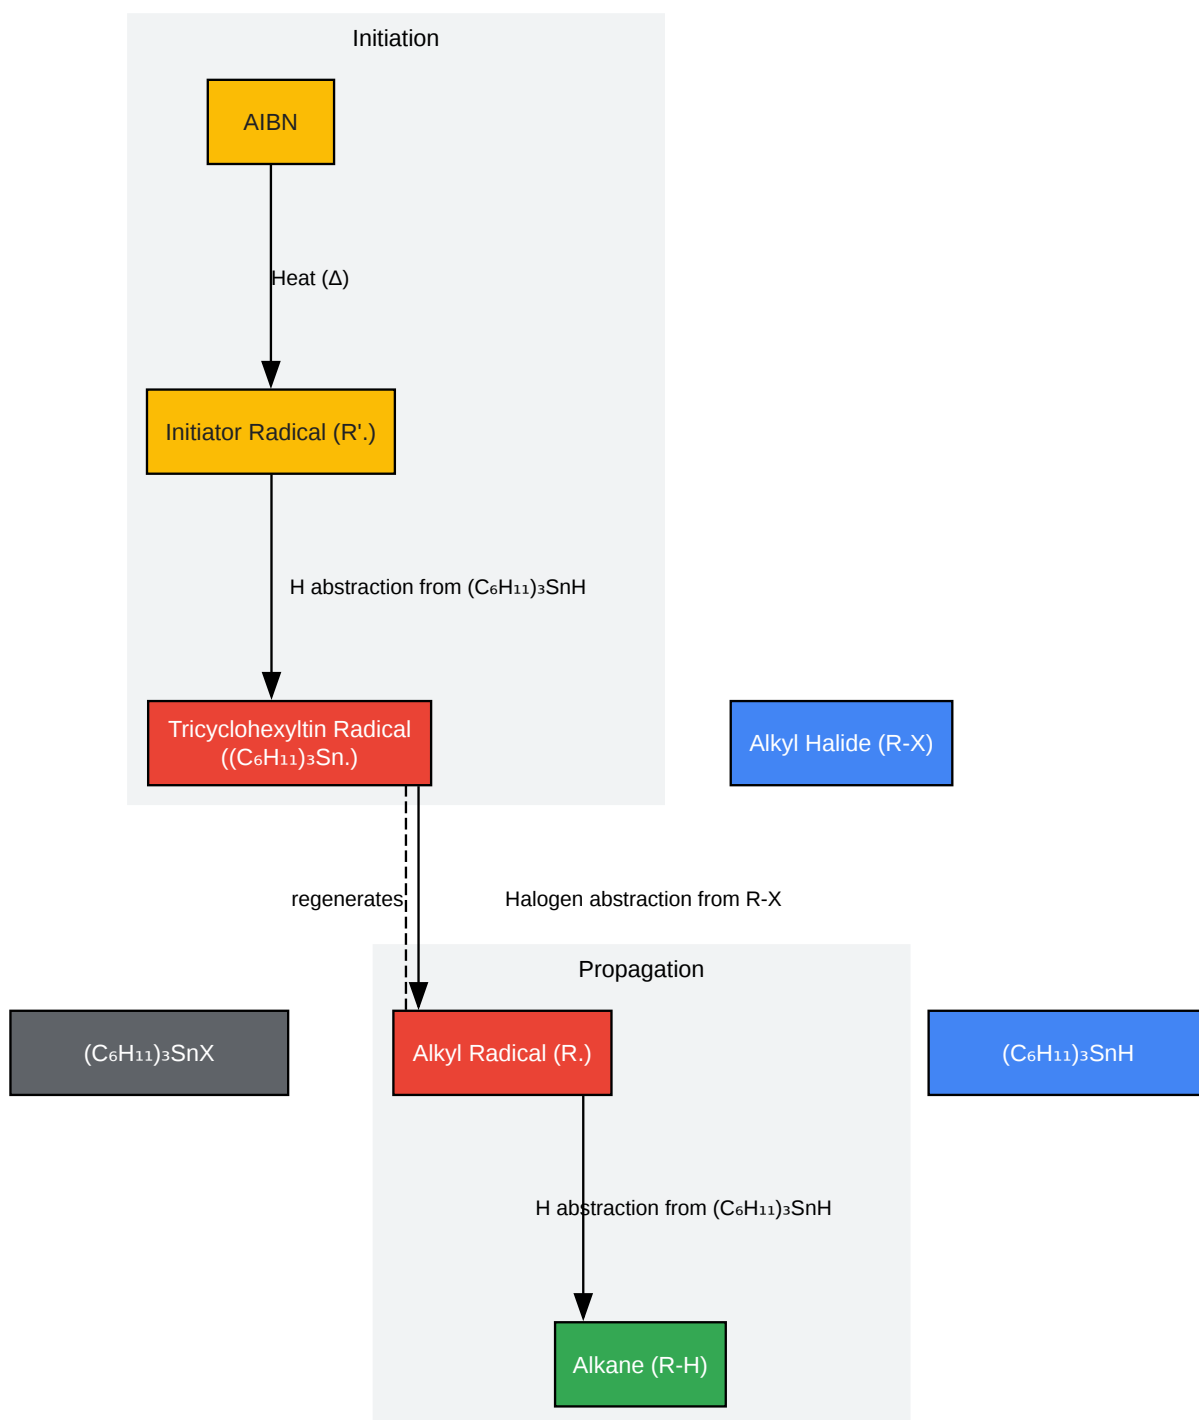 Initiation
AIBN
Heat (Δ)
Initiator Radical (R'.)
H abstraction from (C₆H₁₁)₃SnH
Tricyclohexyltin Radical
((C₆H₁₁)₃Sn.)
Alkyl Halide (R-X)
regenerates
Halogen abstraction from R-X
Propagation
(C₆H₁₁)₃SnX
Alkyl Radical (R.)
(C₆H₁₁)₃SnH
H abstraction from (C₆H₁₁)₃SnH
Alkane (R-H)